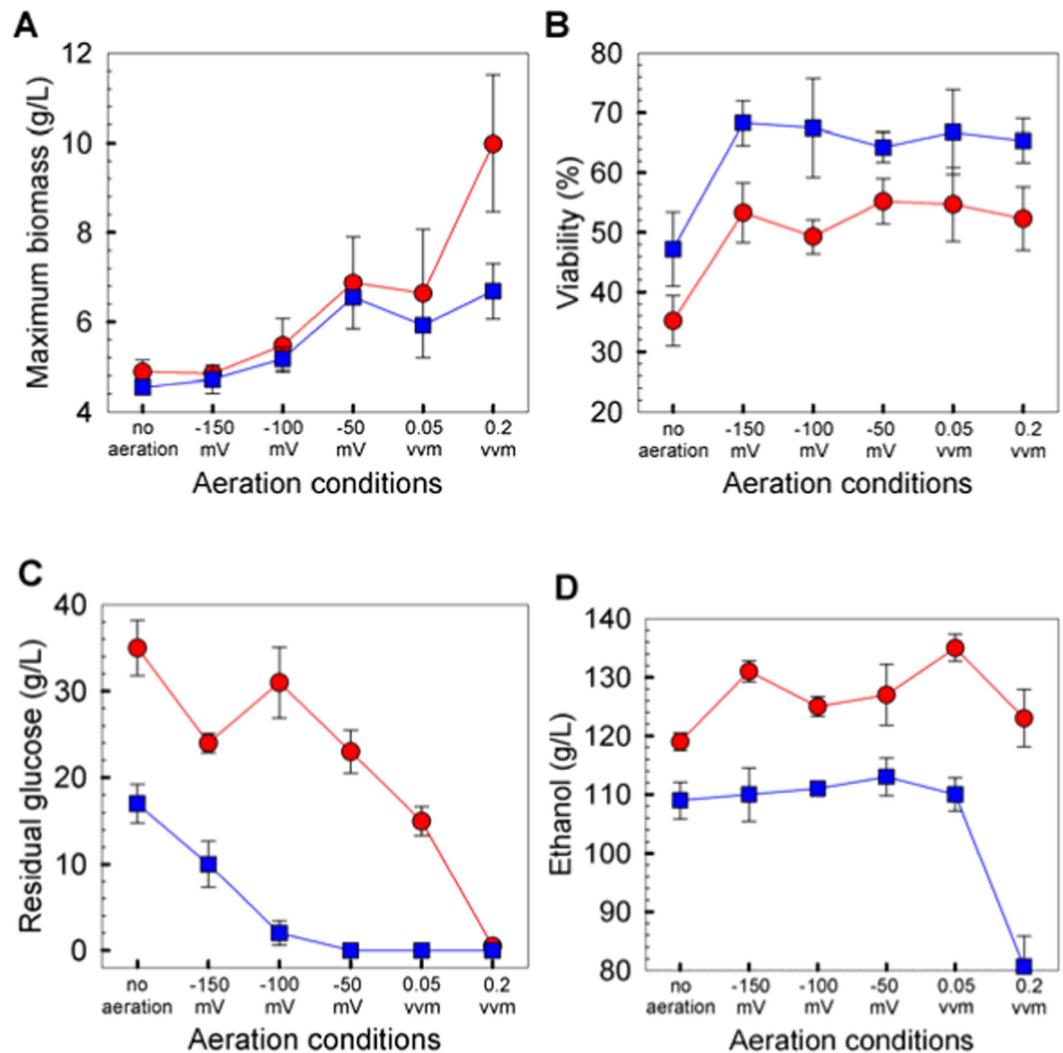 A
Maximum biomass (g/L)
12
10
8
6
4
no aeration
-150 mV
-100 mV
-50 mV
0.05 vvm
0.2 vvm
Aeration conditions
B
Viability (%)
80
70
60
50
40
30
20
no aeration
-150 mV
-100 mV
-50 mV
0.05 vvm
0.2 vvm
Aeration conditions
C
Residual glucose (g/L)
40
30
20
10
0
no aeration
-150 mV
-100 mV
-50 mV
0.05 vvm
0.2 vvm
Aeration conditions
D
Ethanol (g/L)
140
130
120
110
100
90
80
no aeration
-150 mV
-100 mV
-50 mV
0.05 vvm
0.2 vvm
Aeration conditions